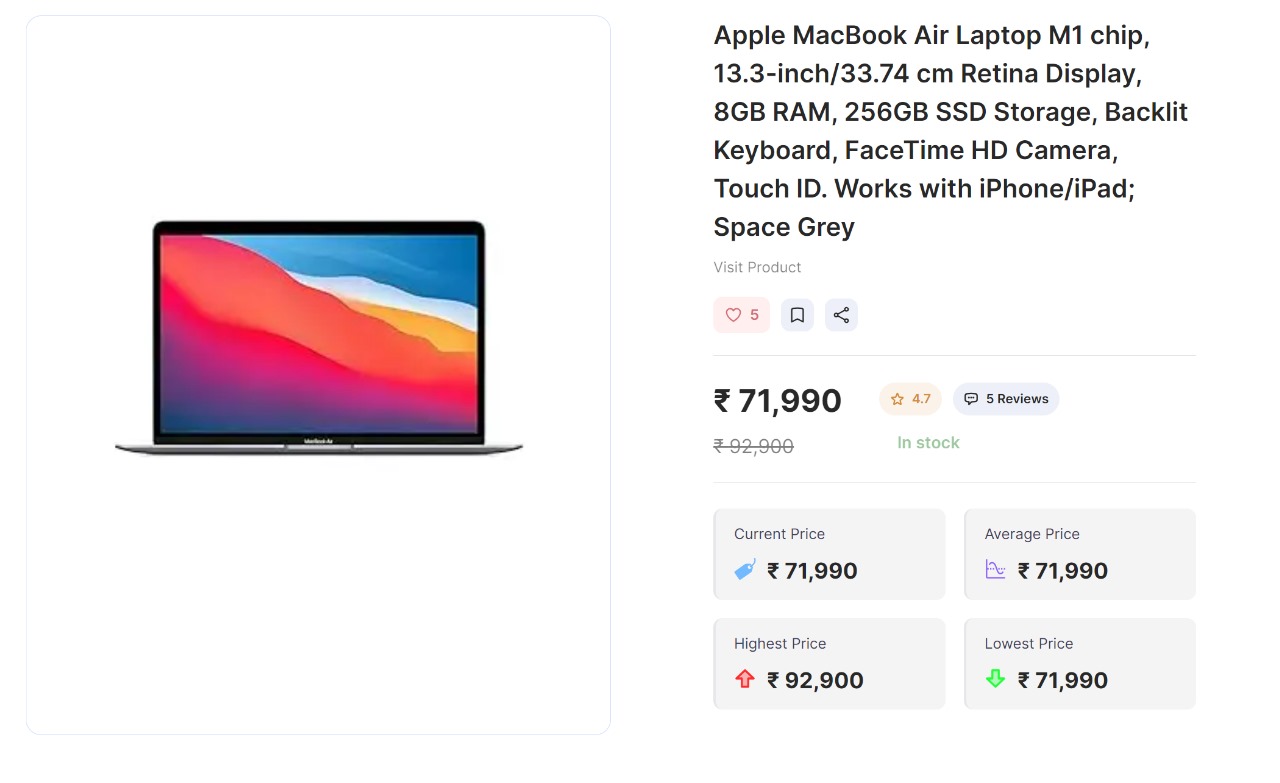 Apple MacBook Air Laptop M1 chip,
13.3-inch/33.74 cm Retina Display,
8GB RAM, 256GB SSD Storage, Backlit
Keyboard, FaceTime HD Camera,
Touch ID. Works with iPhone/iPad;
Space Grey
Visit Product
5
₹ 71,990
4.7
5 Reviews
₹ 92,900
In stock
Current Price
₹ 71,990
Average Price
₹ 71,990
Highest Price
₹ 92,900
Lowest Price
₹ 71,990
MacBook Air